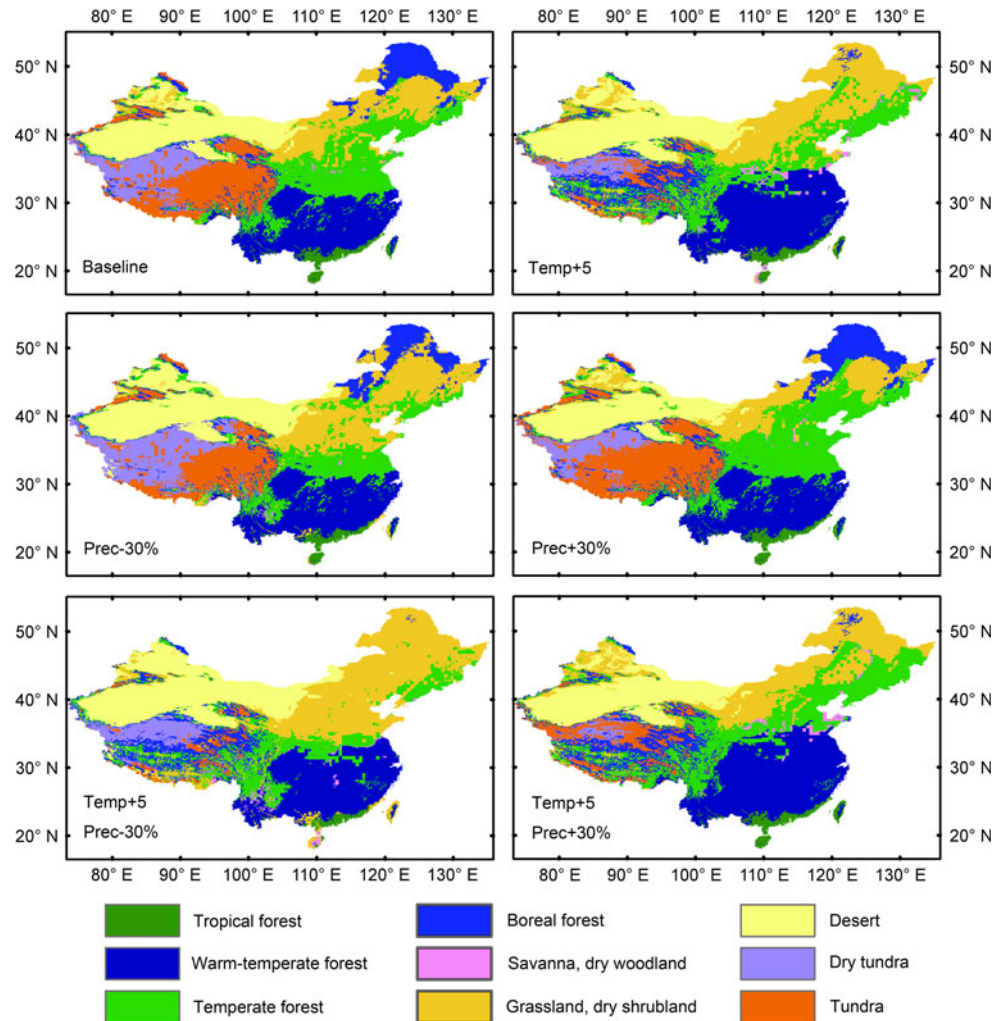 80° E 90° E 100° E 110° E 120° E 130° E 80° E 90° E 100° E 110° E 120° E 130° E
50° N 50° N
40° N 40° N
30° N 30° N
20° N 20° N
Baseline Temp+5
50° N 50° N
40° N 40° N
30° N 30° N
20° N 20° N
Prec-30% Prec+30%
50° N 50° N
40° N 40° N
30° N 30° N
20° N 20° N
Temp+5 Temp+5
Prec-30% Prec+30%
80° E 90° E 100° E 110° E 120° E 130° E 80° E 90° E 100° E 110° E 120° E 130° E
Tropical forest Boreal forest Desert
Warm-temperate forest Savanna, dry woodland Dry tundra
Temperate forest Grassland, dry shrubland Tundra